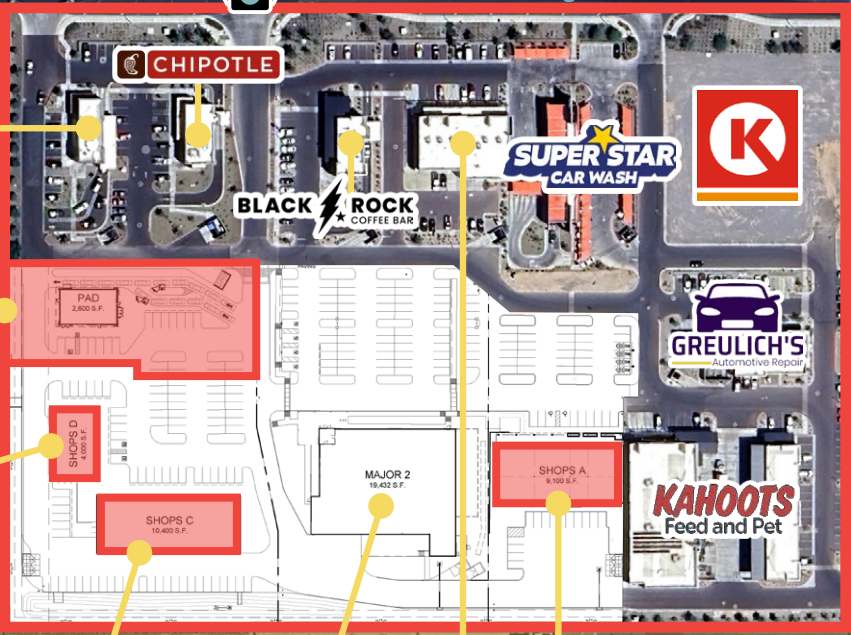 CHIPOTLE
BLACK ROCK
COFFEE BAR
SUPER STAR
CAR WASH
K
PAD
2,600 S.F.
GREULICH'S
Automotive Repair
SHOPS D
4,000 S.F.
MAJOR 2
19,432 S.F.
SHOPS A
9,100 S.F.
SHOPS C
10,400 S.F.
KAHOOTS
Feed and Pet